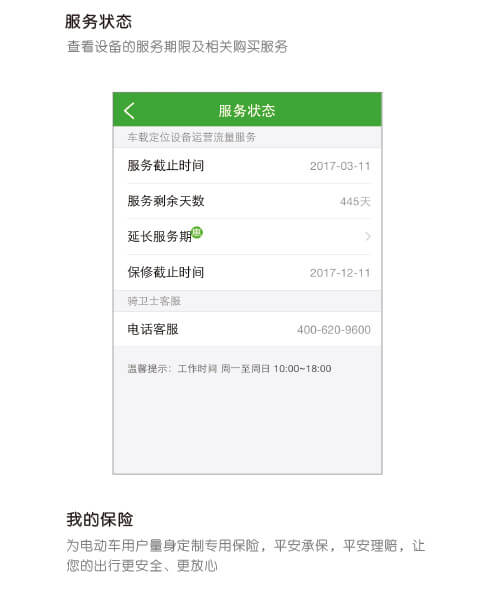 服务状态
查看设备的服务期限及相关购买服务
服务状态
车载定位设备运营流量服务
服务截止时间 2017-03-11
服务剩余天数 445天
延长服务期 惠
保修截止时间 2017-12-11
骑卫士客服
电话客服 400-620-9600
温馨提示：工作时间 周一至周日 10:00~18:00
我的保险
为电动车用户量身定制专用保险，平安承保，平安理赔，让
您的出行更安全、更放心